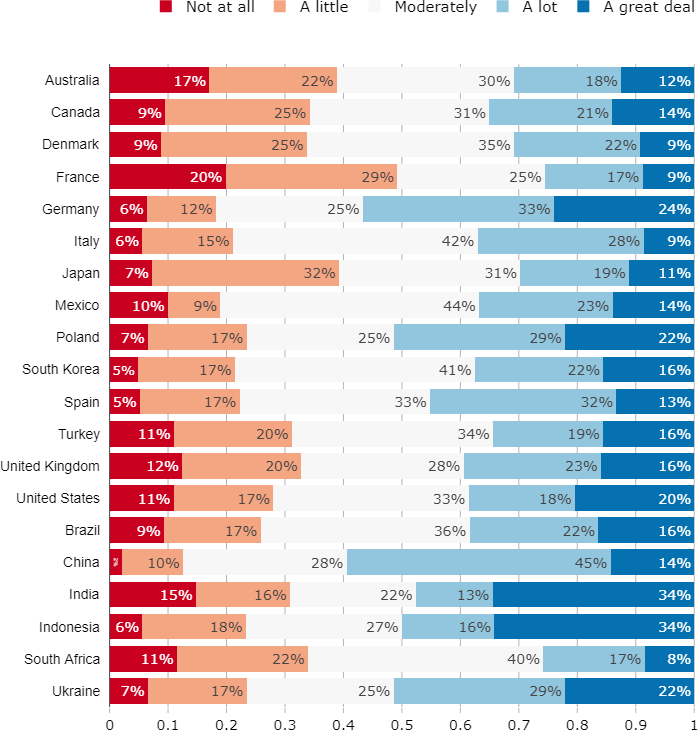 Not at all A little Moderately A lot A great deal
Australia 17% 22% 30% 18% 12%
Canada 9% 25% 31% 21% 14%
Denmark 9% 25% 35% 22% 9%
France 20% 29% 25% 17% 9%
Germany 6% 12% 25% 33% 24%
Italy 6% 15% 42% 28% 9%
Japan 7% 32% 31% 19% 11%
Mexico 10% 9% 44% 23% 14%
Poland 7% 17% 25% 29% 22%
South Korea 5% 17% 41% 22% 16%
Spain 5% 17% 33% 32% 13%
Turkey 11% 20% 34% 19% 16%
United Kingdom 12% 20% 28% 23% 16%
United States 11% 17% 33% 18% 20%
Brazil 9% 17% 36% 22% 16%
China 2% 10% 28% 45% 14%
India 15% 16% 22% 13% 34%
Indonesia 6% 18% 27% 16% 34%
South Africa 11% 22% 40% 17% 8%
Ukraine 7% 17% 25% 29% 22%
0 0.1 0.2 0.3 0.4 0.5 0.6 0.7 0.8 0.9 1